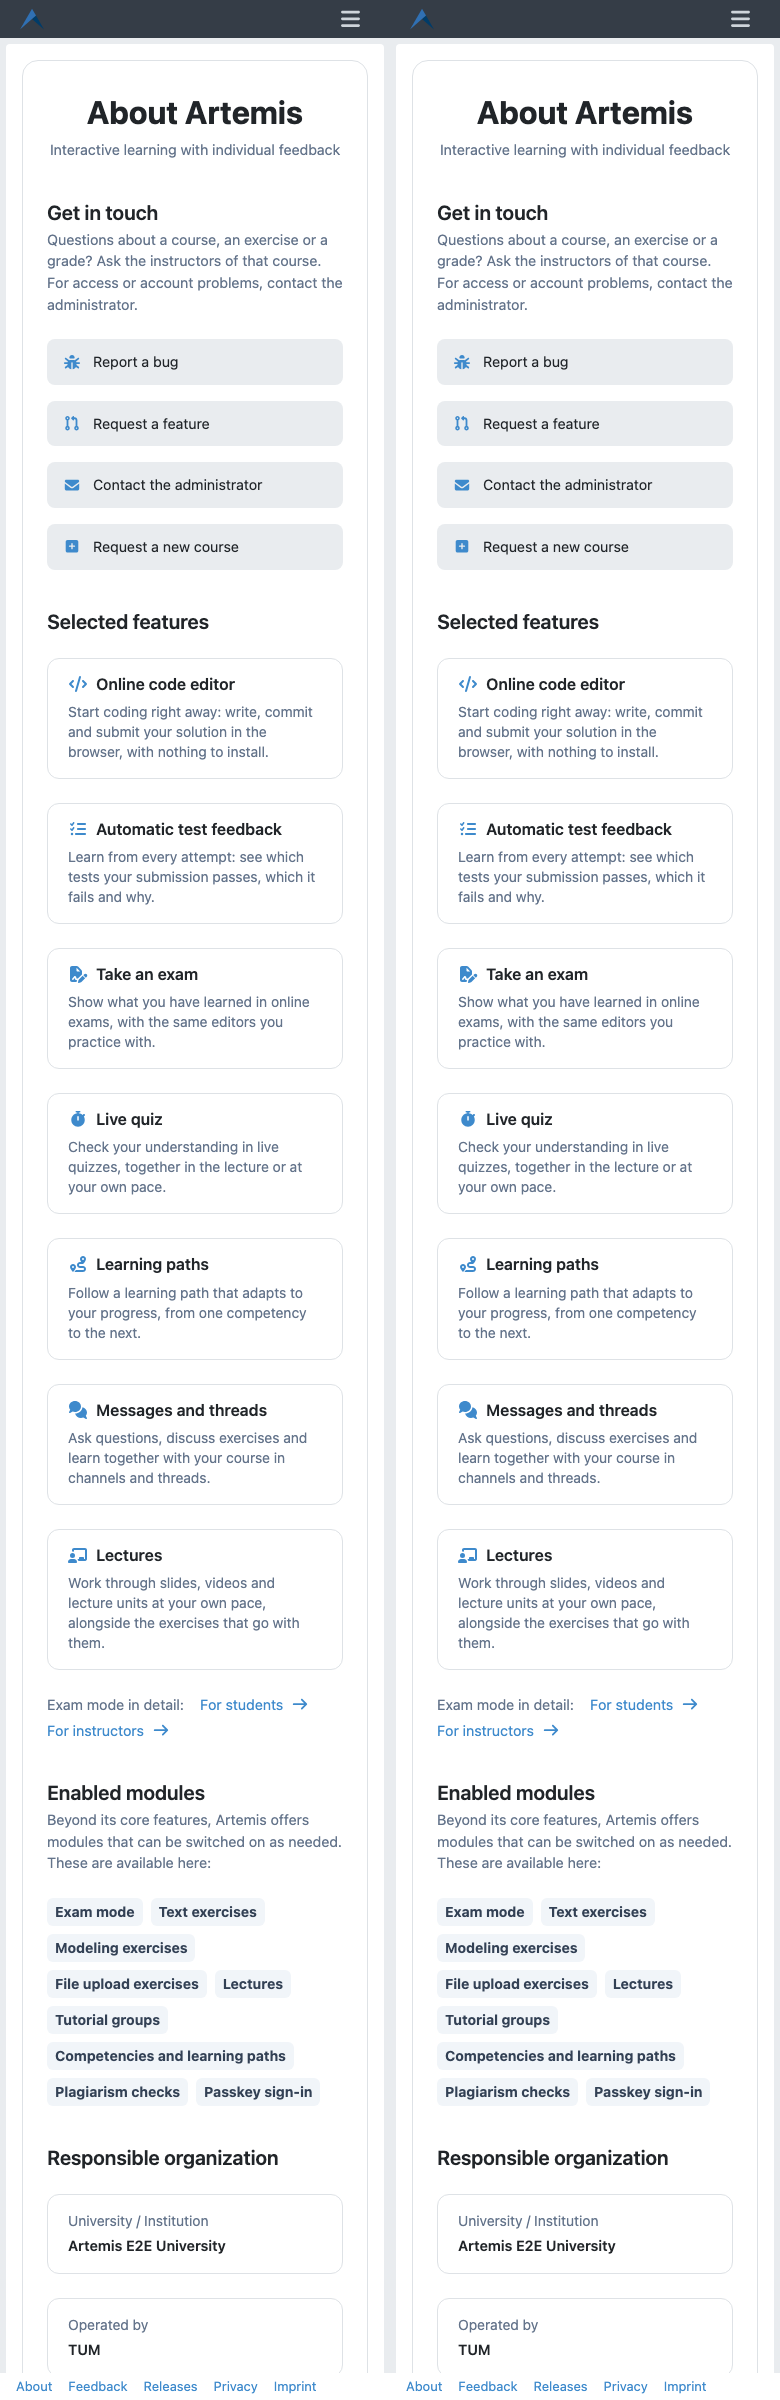 About Artemis
Interactive learning with individual feedback
Get in touch
Questions about a course, an exercise or a
grade? Ask the instructors of that course.
For access or account problems, contact the
administrator.
Report a bug
Request a feature
Contact the administrator
Request a new course
Selected features
Online code editor
Start coding right away: write, commit
and submit your solution in the
browser, with nothing to install.
Automatic test feedback
Learn from every attempt: see which
tests your submission passes, which it
fails and why.
Take an exam
Show what you have learned in online
exams, with the same editors you
practice with.
Live quiz
Check your understanding in live
quizzes, together in the lecture or at
your own pace.
Learning paths
Follow a learning path that adapts to
your progress, from one competency
to the next.
Messages and threads
Ask questions, discuss exercises and
learn together with your course in
channels and threads.
Lectures
Work through slides, videos and
lecture units at your own pace,
alongside the exercises that go with
them.
Exam mode in detail: For students
For instructors
Enabled modules
Beyond its core features, Artemis offers
modules that can be switched on as needed.
These are available here:
Exam mode Text exercises
Modeling exercises
File upload exercises Lectures
Tutorial groups
Competencies and learning paths
Plagiarism checks Passkey sign-in
Responsible organization
University / Institution
Artemis E2E University
Operated by
TUM
About Feedback Releases Privacy Imprint
About Artemis
Interactive learning with individual feedback
Get in touch
Questions about a course, an exercise or a
grade? Ask the instructors of that course.
For access or account problems, contact the
administrator.
Report a bug
Request a feature
Contact the administrator
Request a new course
Selected features
Online code editor
Start coding right away: write, commit
and submit your solution in the
browser, with nothing to install.
Automatic test feedback
Learn from every attempt: see which
tests your submission passes, which it
fails and why.
Take an exam
Show what you have learned in online
exams, with the same editors you
practice with.
Live quiz
Check your understanding in live
quizzes, together in the lecture or at
your own pace.
Learning paths
Follow a learning path that adapts to
your progress, from one competency
to the next.
Messages and threads
Ask questions, discuss exercises and
learn together with your course in
channels and threads.
Lectures
Work through slides, videos and
lecture units at your own pace,
alongside the exercises that go with
them.
Exam mode in detail: For students
For instructors
Enabled modules
Beyond its core features, Artemis offers
modules that can be switched on as needed.
These are available here:
Exam mode Text exercises
Modeling exercises
File upload exercises Lectures
Tutorial groups
Competencies and learning paths
Plagiarism checks Passkey sign-in
Responsible organization
University / Institution
Artemis E2E University
Operated by
TUM
About Feedback Releases Privacy Imprint